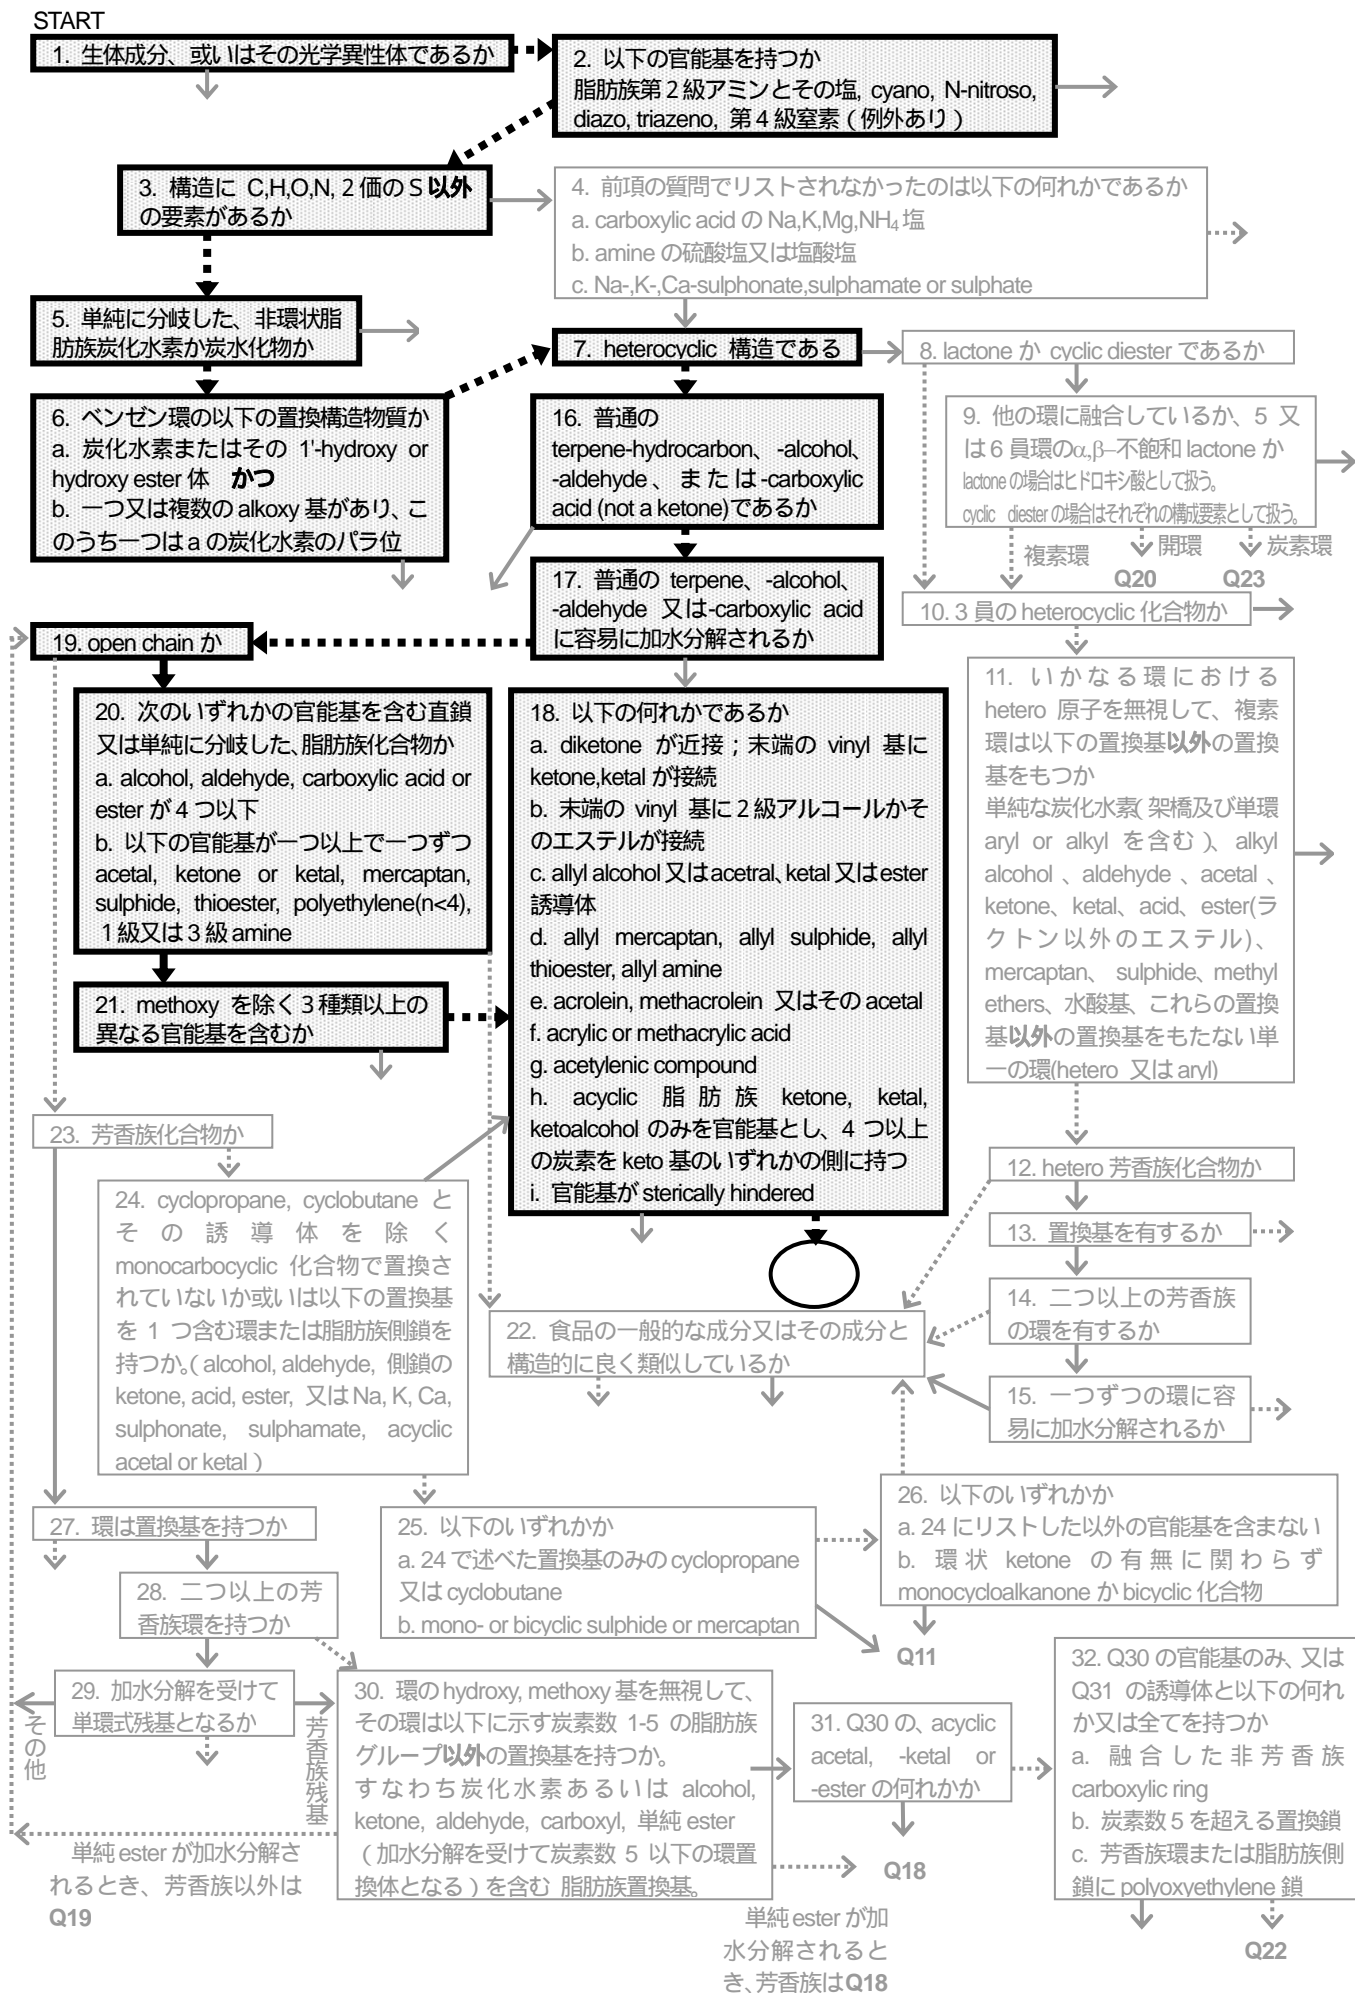 START
1. 生体成分、或いはその光学異性体であるか
2. 以下の官能基を持つか
脂肪族第２級アミンとその塩, cyano, N-nitroso,
diazo, triazeno, 第４級窒素（例外あり）
3. 構造に C,H,O,N, 2 価の S 以外
の要素があるか
4. 前項の質問でリストされなかったのは以下の何れかであるか
a. carboxylic acid の Na,K,Mg,NH₄ 塩
b. amine の硫酸塩又は塩酸塩
c. Na-,K-,Ca-sulphonate,sulphamate or sulphate
5. 単純に分岐した、非環状脂
肪族炭化水素か炭水化物か
7. heterocyclic 構造である
8. lactone か cyclic diester であるか
6. ベンゼン環の以下の置換構造物質か
a. 炭化水素またはその 1'-hydroxy or
hydroxy ester 体　かつ
b. 一つ又は複数の alkoxy 基があり、こ
のうち一つは a の炭化水素のパラ位
16. 普通の
terpene-hydrocarbon、-alcohol、
-aldehyde 、または-carboxylic
acid (not a ketone)であるか
9. 他の環に融合しているか、5 又
は 6 員環のα,β−不飽和 lactone か
lactone の場合はヒドロキシ酸として扱う。
cyclic diester の場合はそれぞれの構成要素として扱う。
複素環
開環
炭素環
Q20
Q23
17. 普通の terpene、-alcohol、
-aldehyde 又は-carboxylic acid
に容易に加水分解されるか
10. 3 員の heterocyclic 化合物か
19. open chain か
11. いかなる環における
hetero 原子を無視して、複素
環は以下の置換基以外の置換
基をもつか
単純な炭化水素(架橋及び単環
aryl or alkyl を含む)、alkyl
alcohol 、aldehyde 、acetal 、
ketone、ketal、acid、ester(ラ
クトン以外のエステル)、
mercaptan、 sulphide、methyl
ethers、水酸基、これらの置換
基以外の置換基をもたない単
一の環(hetero 又は aryl)
20. 次のいずれかの官能基を含む直鎖
又は単純に分岐した、脂肪族化合物か
a. alcohol, aldehyde, carboxylic acid or
ester が 4 つ以下
b. 以下の官能基が一つ以上で一つずつ
acetal, ketone or ketal, mercaptan,
sulphide, thioester, polyethylene(n<4),
１級又は３級 amine
18. 以下の何れかであるか
a. diketone が近接；末端の vinyl 基に
ketone,ketal が接続
b. 末端の vinyl 基に２級アルコールかそ
のエステルが接続
c. allyl alcohol 又は acetral、ketal 又は ester
誘導体
d. allyl mercaptan, allyl sulphide, allyl
thioester, allyl amine
e. acrolein, methacrolein 又はその acetal
f. acrylic or methacrylic acid
g. acetylenic compound
h. acyclic 脂肪族 ketone, ketal,
ketoalcohol のみを官能基とし、4 つ以上
の炭素を keto 基のいずれかの側に持つ
i. 官能基が sterically hindered
21. methoxy を除く 3 種類以上の
異なる官能基を含むか
23. 芳香族化合物か
12. hetero 芳香族化合物か
24. cyclopropane, cyclobutane と
その誘導体を除く
monocarbocyclic 化合物で置換さ
れていないか或いは以下の置換基
を 1 つ含む環または脂肪族側鎖を
持つか。( alcohol, aldehyde, 側鎖の
ketone, acid, ester, 又は Na, K, Ca,
sulphonate, sulphamate, acyclic
acetal or ketal )
13. 置換基を有するか
14. 二つ以上の芳香族
の環を有するか
22. 食品の一般的な成分又はその成分と
構造的に良く類似しているか
15. 一つずつの環に容
易に加水分解されるか
27. 環は置換基を持つか
25. 以下のいずれかか
a. 24 で述べた置換基のみの cyclopropane
又は cyclobutane
b. mono- or bicyclic sulphide or mercaptan
26. 以下のいずれかか
a. 24 にリストした以外の官能基を含まない
b. 環状 ketone の有無に関わらず
monocycloalkanone か bicyclic 化合物
Q11
28. 二つ以上の芳
香族環を持つか
29. 加水分解を受けて
単環式残基となるか
その他
芳香族残基
30. 環の hydroxy, methoxy 基を無視して、
その環は以下に示す炭素数 1-5 の脂肪族
グループ以外の置換基を持つか。
すなわち炭化水素あるいは alcohol,
ketone, aldehyde, carboxyl, 単純 ester
（加水分解を受けて炭素数 5 以下の環置
換体となる）を含む 脂肪族置換基。
31. Q30 の、acyclic
acetal, -ketal or
-ester の何れかか
Q18
32. Q30 の官能基のみ、又は
Q31 の誘導体と以下の何れ
か又は全てを持つか
a. 融合した非芳香族
carboxylic ring
b. 炭素数 5 を超える置換鎖
c. 芳香族環または脂肪族側
鎖に polyoxyethylene 鎖
Q22
単純 ester が加水分解さ
れるとき、芳香族以外は
Q19
単純 ester が加
水分解されると
き、芳香族は Q18